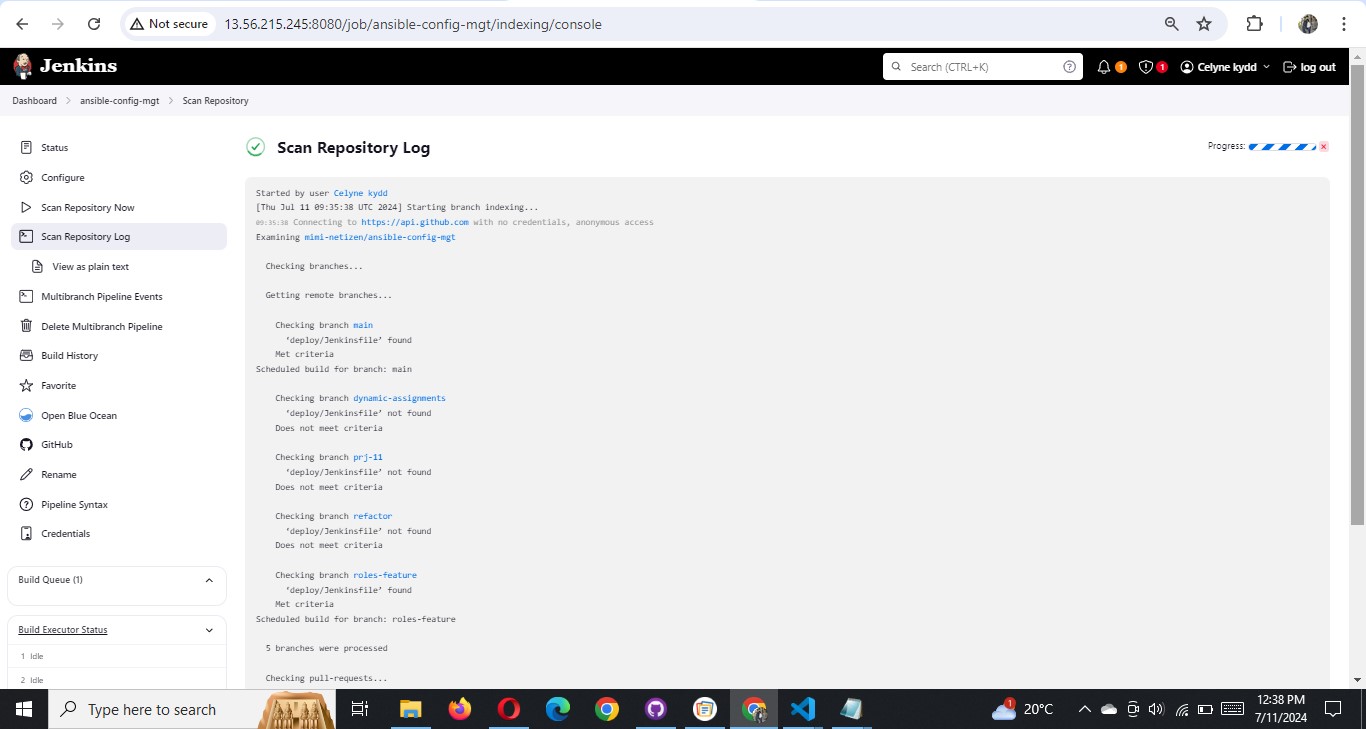 Not secure
13.56.215.245:8080/job/ansible-config-mgt/indexing/console
Jenkins
Search (CTRL+K)
1
1
Celyne kydd
log out
Dashboard > ansible-config-mgt > Scan Repository
Status
Configure
Scan Repository Now
Scan Repository Log
View as plain text
Multibranch Pipeline Events
Delete Multibranch Pipeline
Build History
Favorite
Open Blue Ocean
GitHub
Rename
Pipeline Syntax
Credentials
Build Queue (1)
Build Executor Status
1 Idle
2 Idle
Scan Repository Log
Progress:
Started by user Celyne kydd
[Thu Jul 11 09:35:38 UTC 2024] Starting branch indexing...
09:35:38 Connecting to https://api.github.com with no credentials, anonymous access
Examining mimi-netizen/ansible-config-mgt
Checking branches...
Getting remote branches...
Checking branch main
‘deploy/Jenkinsfile’ found
Met criteria
Scheduled build for branch: main
Checking branch dynamic-assignments
‘deploy/Jenkinsfile’ not found
Does not meet criteria
Checking branch prj-11
‘deploy/Jenkinsfile’ not found
Does not meet criteria
Checking branch refactor
‘deploy/Jenkinsfile’ not found
Does not meet criteria
Checking branch roles-feature
‘deploy/Jenkinsfile’ found
Met criteria
Scheduled build for branch: roles-feature
5 branches were processed
Checking pull-requests...
Type here to search
1
20°C
12:38 PM
7/11/2024